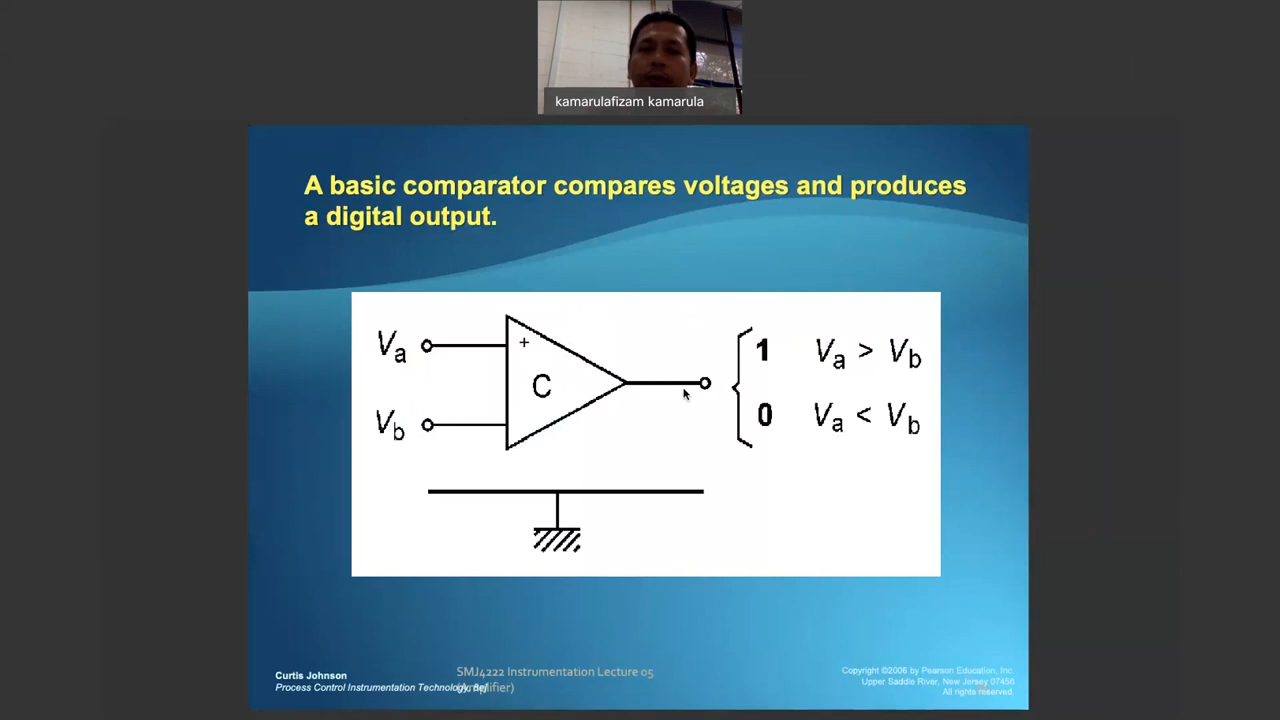 kamarulafizam kamarula
A basic comparator compares voltages and produces
a digital output.
Va
+
C
Vb
1 Va > Vb
0 Va < Vb
Curtis Johnson
Process Control Instrumentation Technology, 8e]
SMJ4222 Instrumentation Lecture 05
(Amplifier)
Copyright ©2006 by Pearson Education, Inc.
Upper Saddle River, New Jersey 07458
All rights reserved.